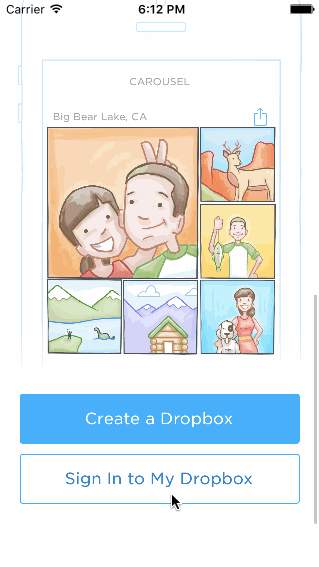 Carrier 6:12 PM
CAROUSEL
Big Bear Lake, CA
Create a Dropbox
Sign In to My Dropbox